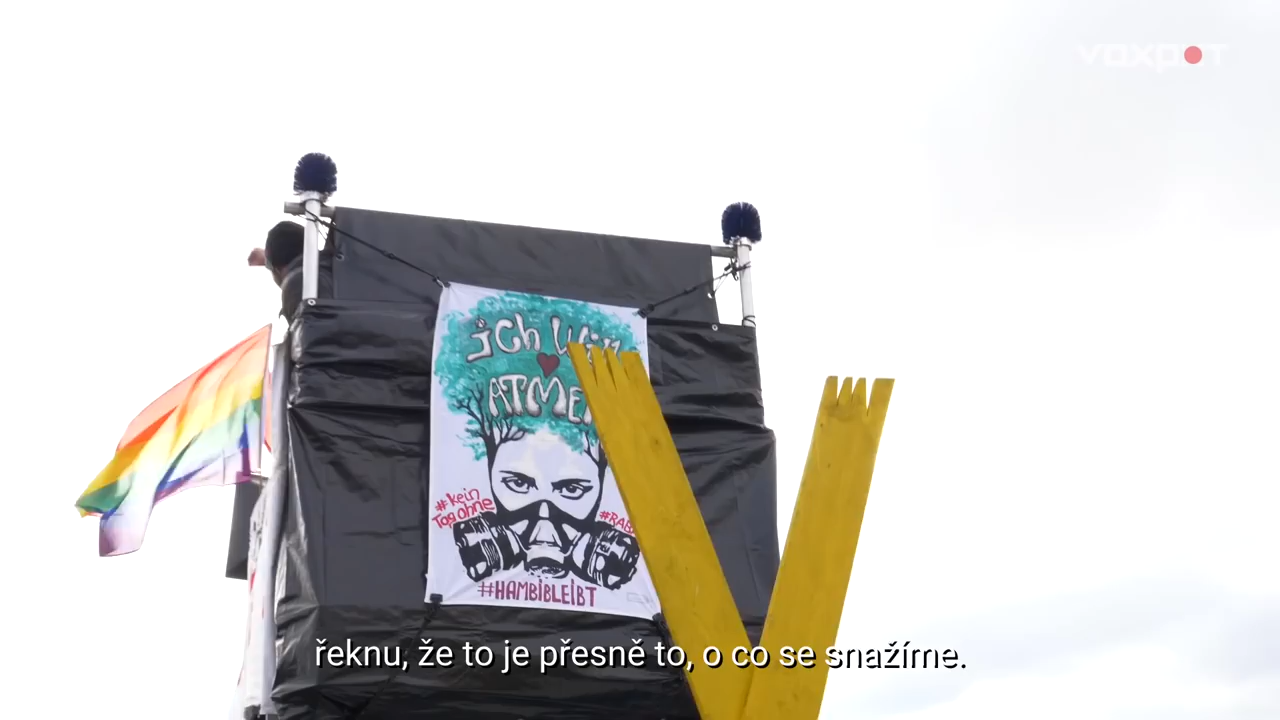 voxpot
ich will
ATMEN
#kein
Tag ohne
#HAMBIBLEIBT
řeknu, že to je přesně to, o co se snažíme.